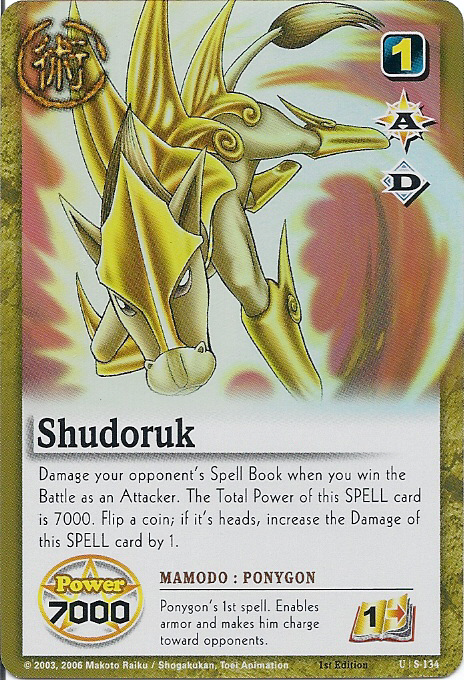 術
1
A
D
Shudoruk
Damage your opponent's Spell Book when you win the
Battle as an Attacker. The Total Power of this SPELL card
is 7000. Flip a coin; if it's heads, increase the Damage of
this SPELL card by 1.
Power
7000
MAMODO : PONYGON
Ponygon's 1st spell. Enables
armor and makes him charge
toward opponents.
1
© 2003, 2006 Makoto Raiku / Shogakukan, Toei Animation 1st Edition U | S-134